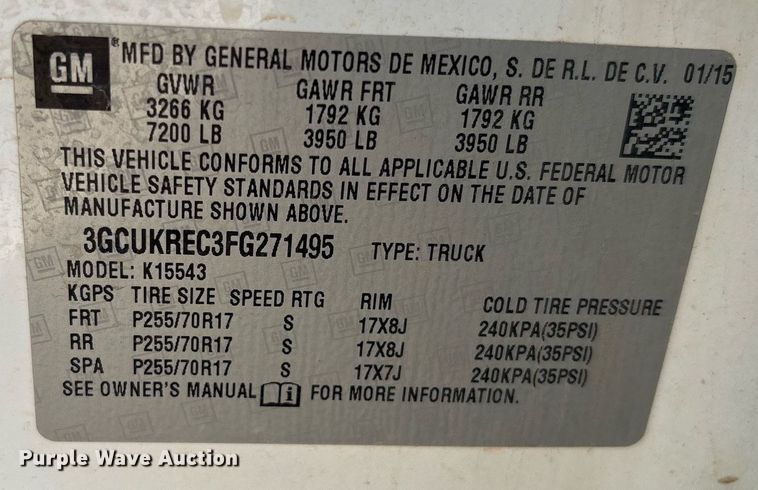 GM ® MFD BY GENERAL MOTORS DE MEXICO, S. DE R.L. DE C.V. 01/15
GVWR GAWR FRT GAWR RR
3266 KG 1792 KG 1792 KG
7200 LB 3950 LB 3950 LB
THIS VEHICLE CONFORMS TO ALL APPLICABLE U.S. FEDERAL MOTOR
VEHICLE SAFETY STANDARDS IN EFFECT ON THE DATE OF
MANUFACTURE SHOWN ABOVE.
3GCUKREC3FG271495 TYPE: TRUCK
MODEL: K15543
KGPS TIRE SIZE SPEED RTG RIM COLD TIRE PRESSURE
FRT P255/70R17 S 17X8J 240KPA(35PSI)
RR P255/70R17 S 17X8J 240KPA(35PSI)
SPA P255/70R17 S 17X7J 240KPA(35PSI)
SEE OWNER'S MANUAL i FOR MORE INFORMATION.
Purple Wave Auction